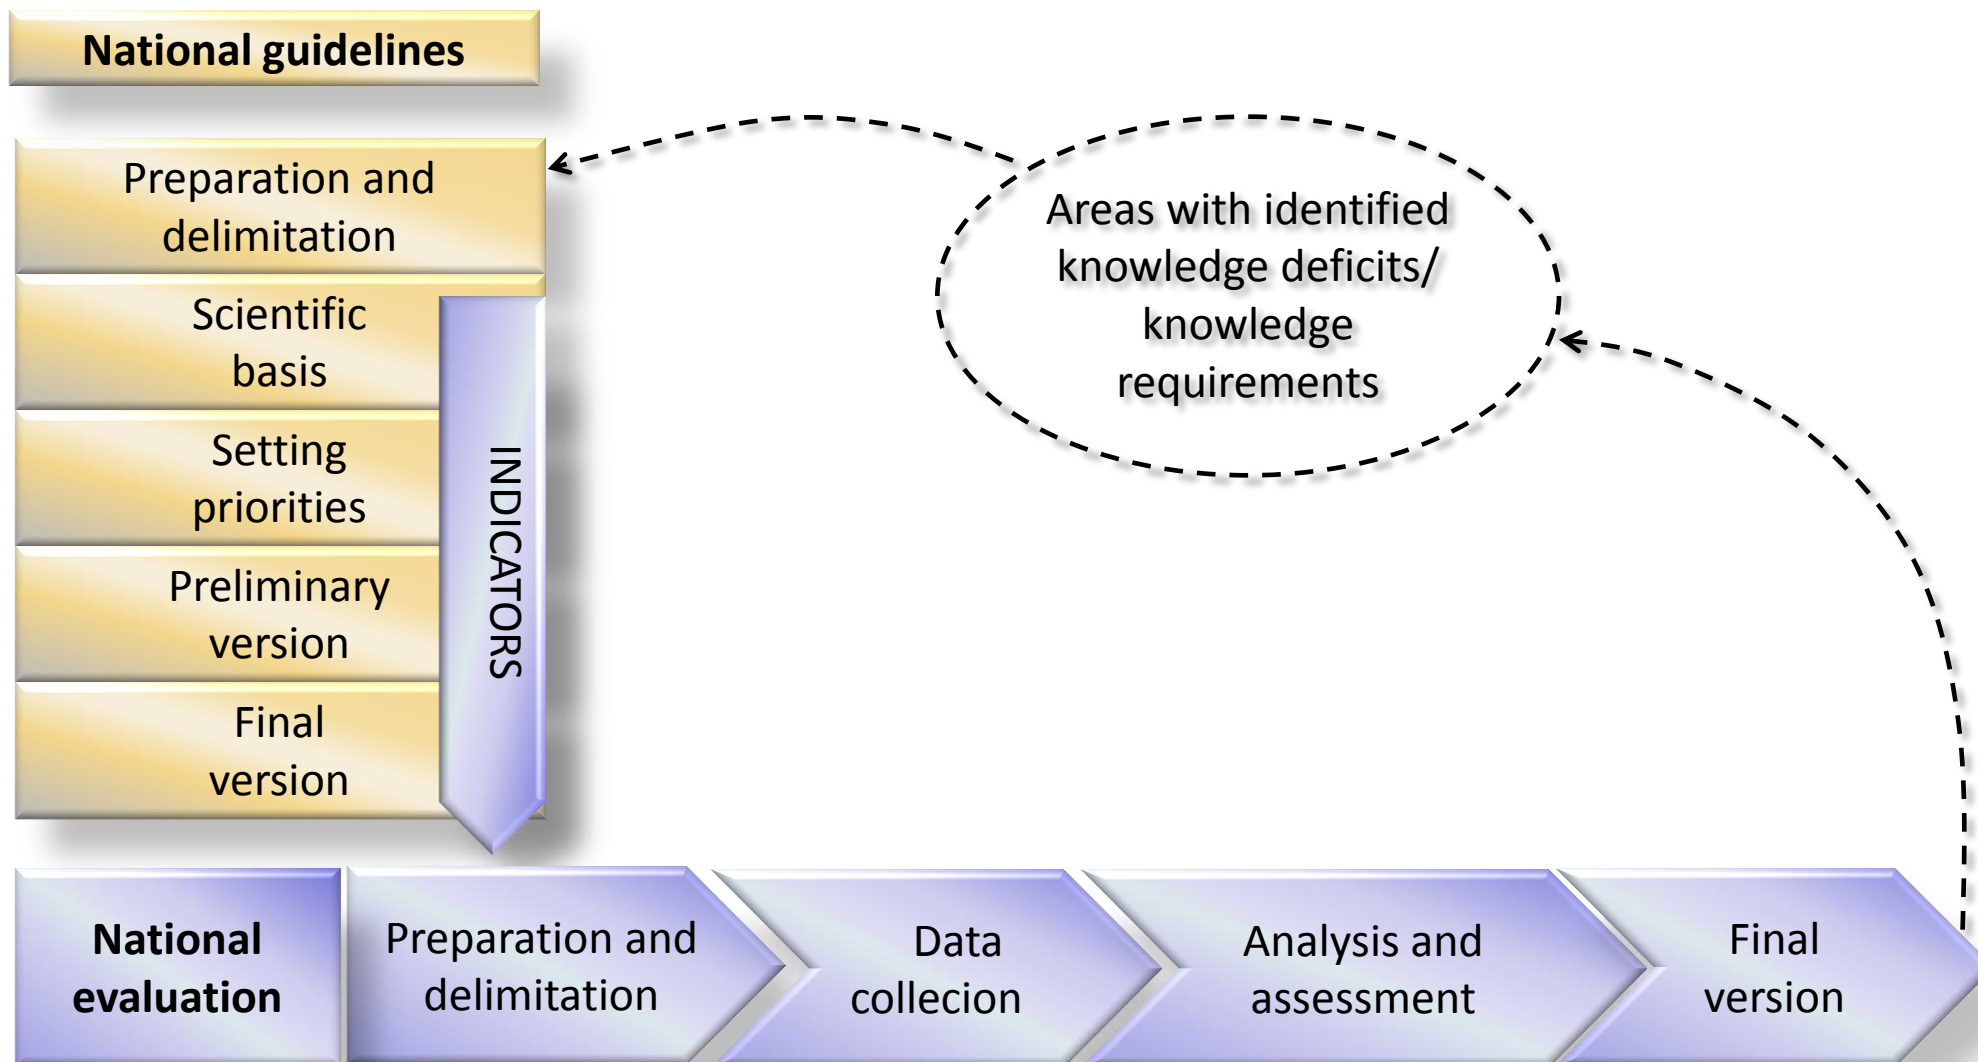 National guidelines
Preparation and
delimitation
Scientific
basis
Setting
priorities
Preliminary
version
Final
version
INDICATORS
Areas with identified
knowledge deficits/
knowledge
requirements
National
evaluation
Preparation and
delimitation
Data
collecion
Analysis and
assessment
Final
version